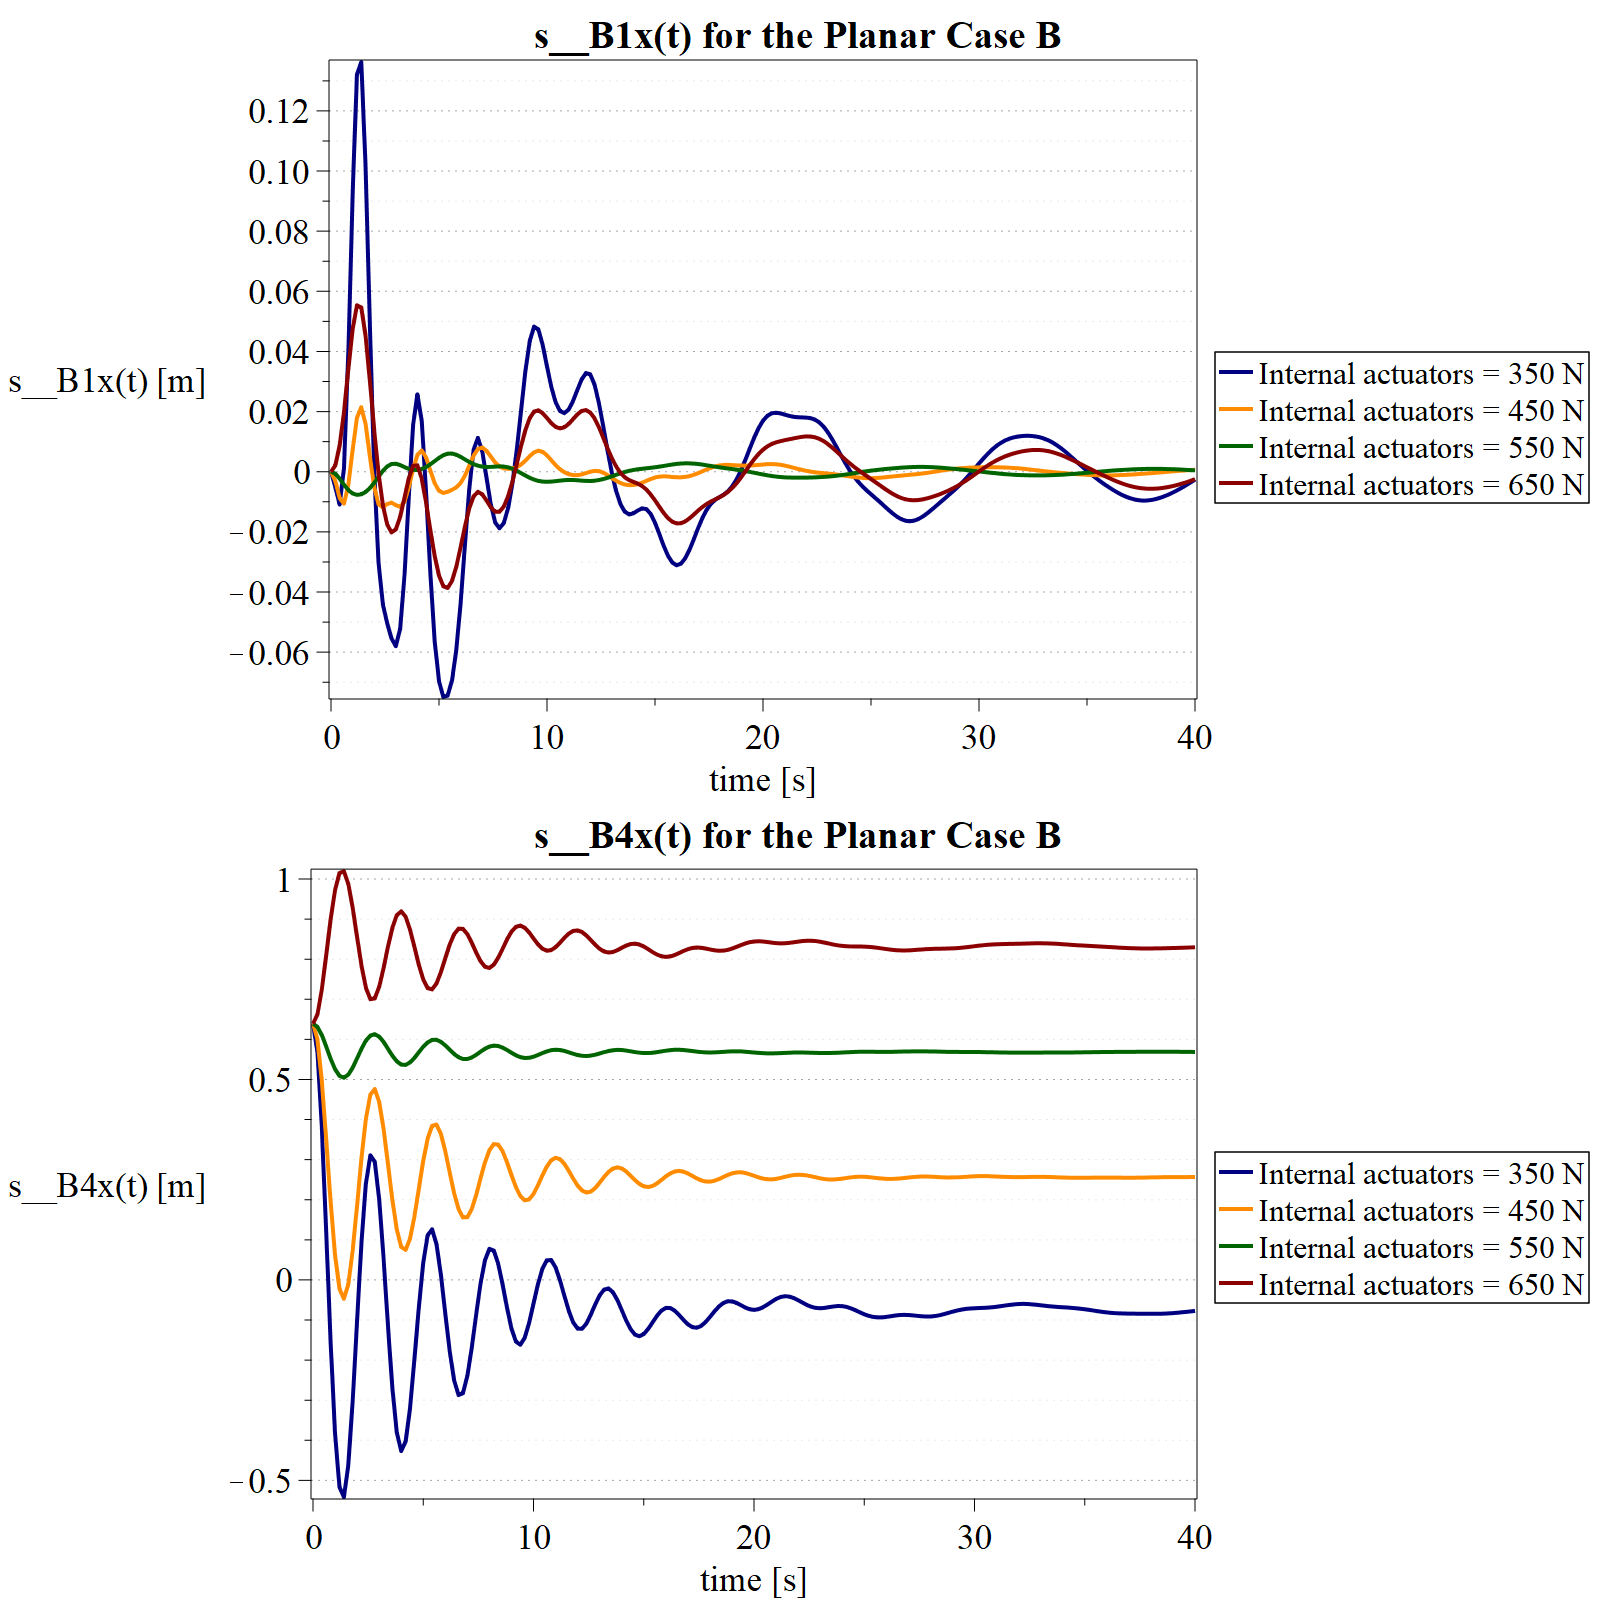 s__B1x(t) for the Planar Case B
0.12
0.10
0.08
0.06
0.04
0.02
0
−0.02
−0.04
−0.06
s__B1x(t) [m]
0 10 20 30 40
time [s]
Internal actuators = 350 N
Internal actuators = 450 N
Internal actuators = 550 N
Internal actuators = 650 N
s__B4x(t) for the Planar Case B
1
0.5
0
−0.5
s__B4x(t) [m]
0 10 20 30 40
time [s]
Internal actuators = 350 N
Internal actuators = 450 N
Internal actuators = 550 N
Internal actuators = 650 N